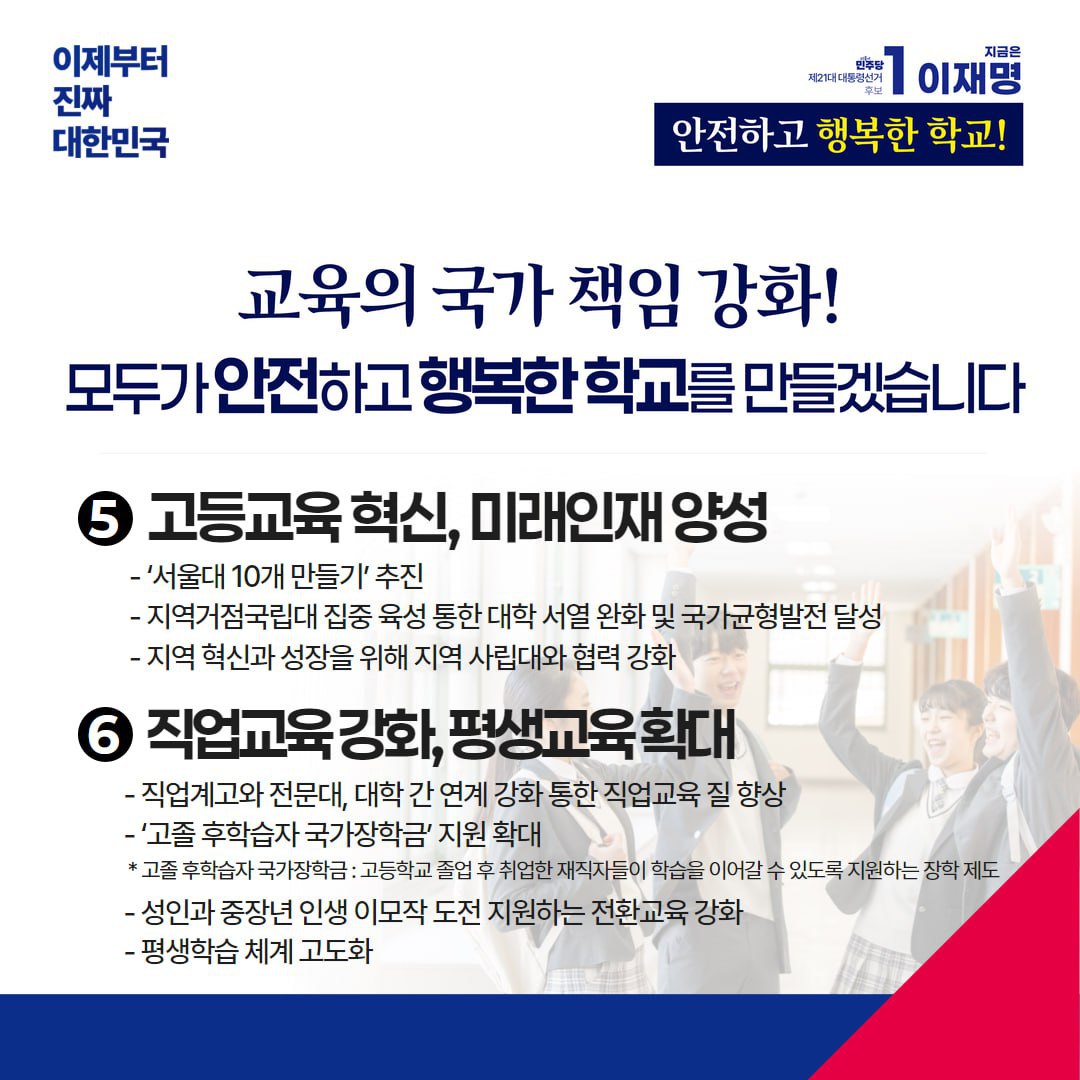 이제부터
진짜
대한민국
지금은
민주당
제21대 대통령선거
후보
1 이재명
안전하고 행복한 학교!
교육의 국가 책임 강화!
모두가 안전하고 행복한 학교를 만들겠습니다
5 고등교육 혁신, 미래인재 양성
- ‘서울대 10개 만들기’ 추진
- 지역거점국립대 집중 육성 통한 대학 서열 완화 및 국가균형발전 달성
- 지역 혁신과 성장을 위해 지역 사립대와 협력 강화
6 직업교육 강화, 평생교육 확대
- 직업계고와 전문대, 대학 간 연계 강화 통한 직업교육 질 향상
- ‘고졸 후학습자 국가장학금’ 지원 확대
* 고졸 후학습자 국가장학금 : 고등학교 졸업 후 취업한 재직자들이 학습을 이어갈 수 있도록 지원하는 장학 제도
- 성인과 중장년 인생 이모작 도전 지원하는 전환교육 강화
- 평생학습 체계 고도화